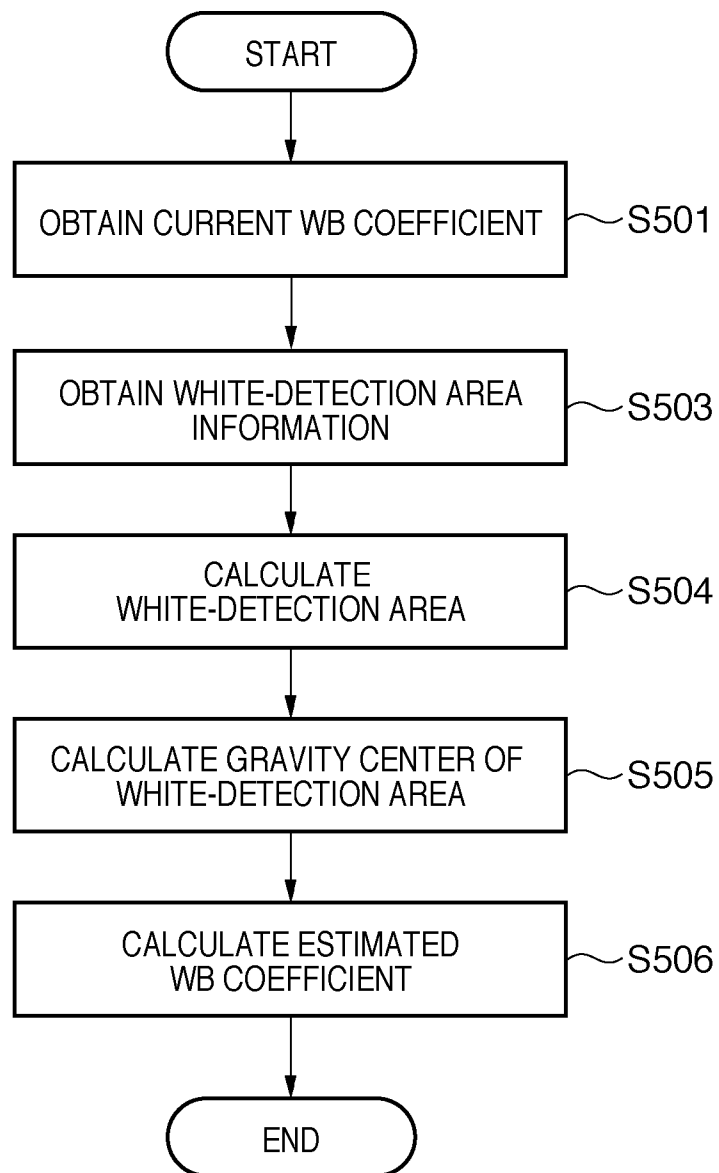 START
OBTAIN CURRENT WB COEFFICIENT
S501
OBTAIN WHITE-DETECTION AREA
INFORMATION
S503
CALCULATE
WHITE-DETECTION AREA
S504
CALCULATE GRAVITY CENTER OF
WHITE-DETECTION AREA
S505
CALCULATE ESTIMATED
WB COEFFICIENT
S506
END